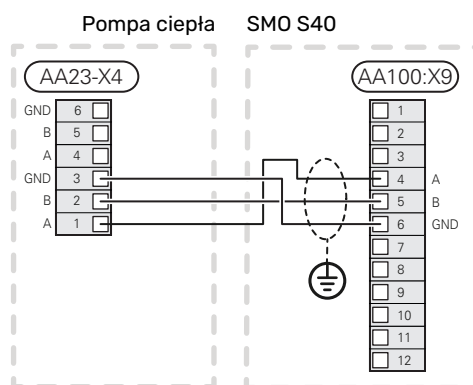 Pompa ciepła SMO S40
AA23-X4
AA100:X9
GND 6
B 5
A 4
GND 3
B 2
A 1
1
2
3
4 A
5 B
6 GND
7
8
9
10
11
12